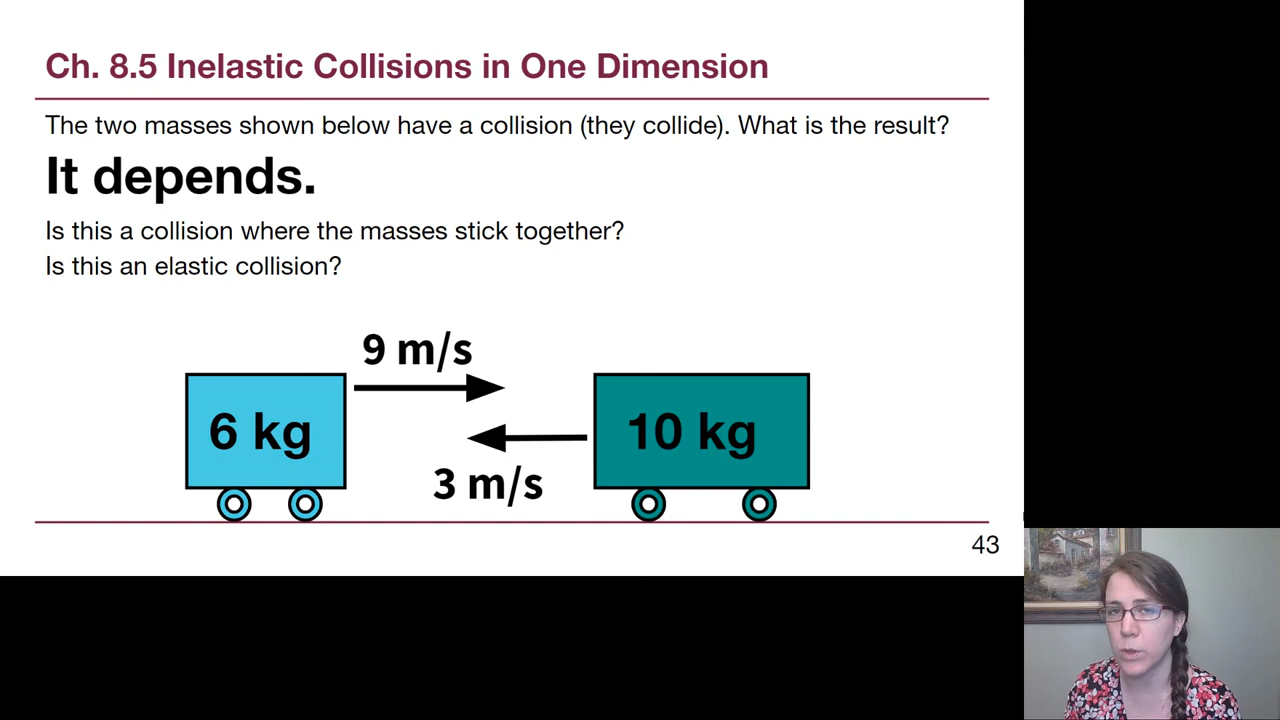 Ch. 8.5 Inelastic Collisions in One Dimension
The two masses shown below have a collision (they collide). What is the result?
It depends.
Is this a collision where the masses stick together?
Is this an elastic collision?
9 m/s
6 kg
10 kg
3 m/s
43